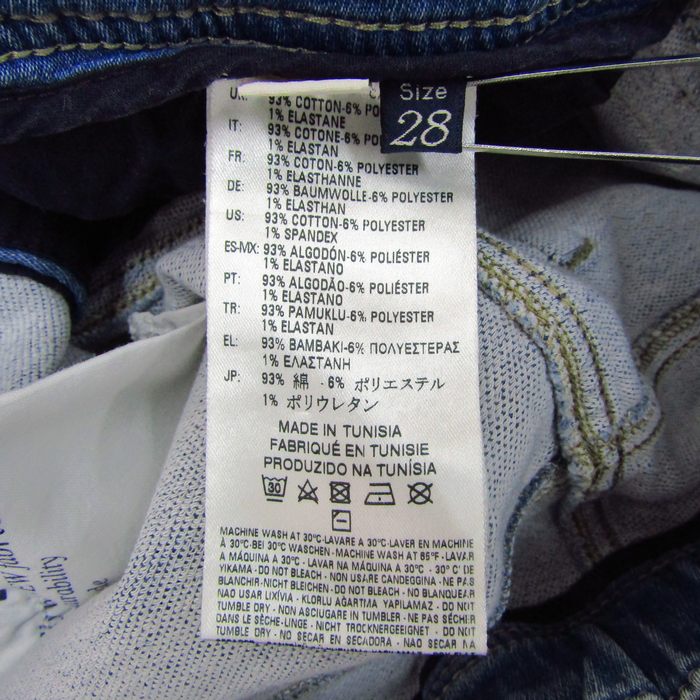 Size
28
UK:
93% COTTON-6% POLY
1% ELASTANE
IT: 93% COTONE-6% POL
1% ELASTAN
FR: 93% COTON-6% POLYESTER
1% ELASTHANNE
DE: 93% BAUMWOLLE-6% POLYESTER
1% ELASTHAN
US: 93% COTTON-6% POLYESTER
1% SPANDEX
ES-MX: 93% ALGODÓN-6% POLIÉSTER
1% ELASTANO
PT: 93% ALGODÃO-6% POLIÉSTER
1% ELASTANO
TR: 93% PAMUKLU-6% POLYESTER
1% ELASTAN
EL: 93% ΒΑΜΒΑΚΙ-6% ΠΟΛΥΕΣΤΕΡΑΣ
1% ΕΛΑΣΤΑΝΗ
JP: 93% 綿 - 6% ポリエステル
1% ポリウレタン
MADE IN TUNISIA
FABRIQUÉ EN TUNISIE
PRODUZIDO NA TUNÍSIA
30
MACHINE WASH AT 30°C-LAVARE A 30°C-LAVER EN MACHINE
À 30°C-BEI 30°C WASCHEN-MACHINE WASH AT 85°F-LAVAR
A MÁQUINA A 30°C - LAVAR NA MÁQUINA A 30°C - 30°C' DE
YIKAMA-DO NOT BLEACH - NON USARE CANDEGGINA - NE PAS
BLANCHIR-NICHT BLEICHEN-DO NOT BLEACH-NO BLANQUEAR
NAO USAR LIXÍVIA - KLORLU AĞARTMA YAPILAMAZ - DO NOT
TUMBLE DRY - NON ASCIUGARE IN TUMBLER - NE PAS SÉCHER
DANS LE SÈCHE-LINGE - NICHT TROCKNERGEEIGNET - DO NOT
TUMBLE DRY - NO SECAR EN SECADORA - NAO SECAR NA